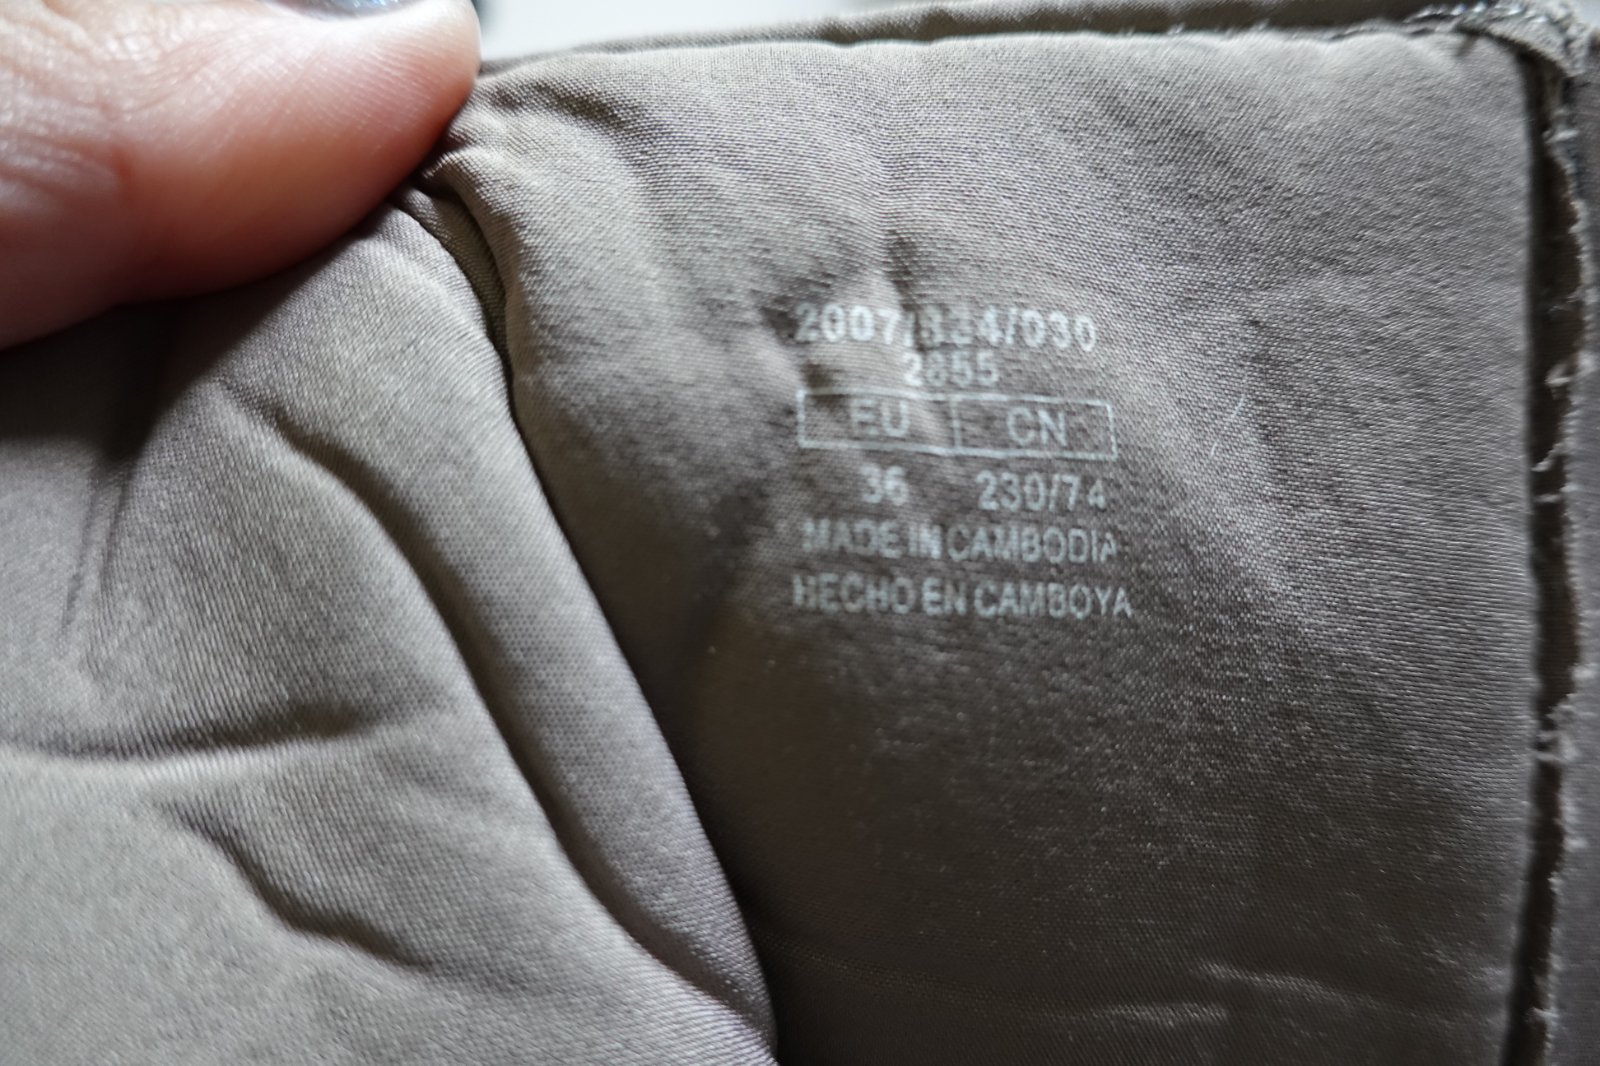 2855
EU CN
36 230/74
MADE IN CAMBODIA
HECHO EN CAMBOYA